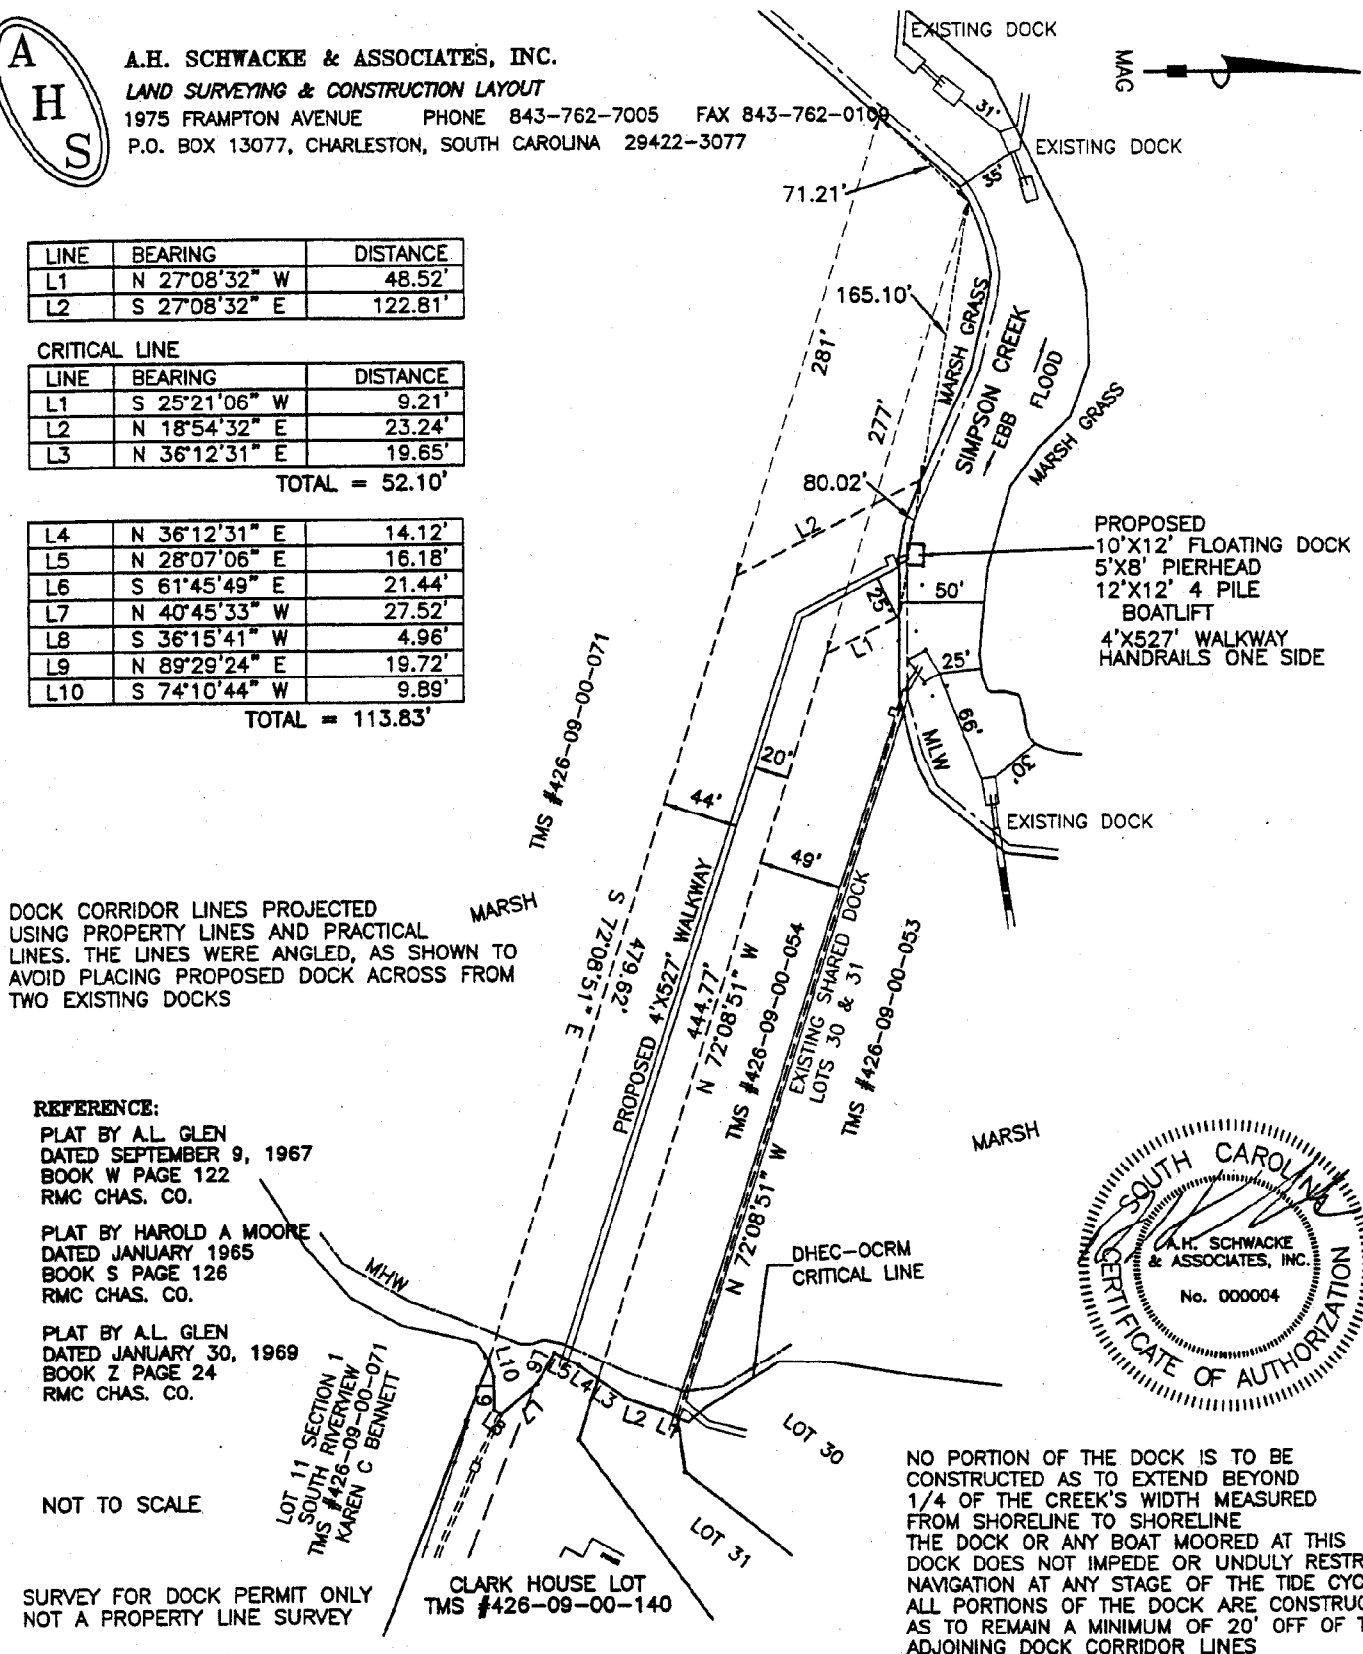 A
H
S
A.H. SCHWACKE & ASSOCIATES, INC.
LAND SURVEYING & CONSTRUCTION LAYOUT
1975 FRAMPTON AVENUE PHONE 843-762-7005 FAX 843-762-0109
P.O. BOX 13077, CHARLESTON, SOUTH CAROLINA 29422-3077
MAG
EXISTING DOCK
31'
EXISTING DOCK
35'
71.21'
LINE BEARING DISTANCE
L1 N 27°08'32" W 48.52'
L2 S 27°08'32" E 122.81'
CRITICAL LINE
LINE BEARING DISTANCE
L1 S 25°21'06" W 9.21'
L2 N 18°54'32" E 23.24'
L3 N 36°12'31" E 19.65'
TOTAL = 52.10'
L4 N 36°12'31" E 14.12'
L5 N 28°07'06" E 16.18'
L6 S 61°45'49" E 21.44'
L7 N 40°45'33" W 27.52'
L8 S 36°15'41" W 4.96'
L9 N 89°29'24" E 19.72'
L10 S 74°10'44" W 9.89'
TOTAL = 113.83'
165.10'
281'
277'
MARSH GRASS
SIMPSON CREEK
EBB
FLOOD
MARSH GRASS
80.02'
L2
PROPOSED
10'X12' FLOATING DOCK
5'X8' PIERHEAD
12'X12' 4 PILE
BOATLIFT
4'X527' WALKWAY
HANDRAILS ONE SIDE
25'
50'
L1
25'
66'
30'
MLW
EXISTING DOCK
TMS #426-09-00-071
20'
44'
49'
MARSH
DOCK CORRIDOR LINES PROJECTED
USING PROPERTY LINES AND PRACTICAL
LINES. THE LINES WERE ANGLED, AS SHOWN TO
AVOID PLACING PROPOSED DOCK ACROSS FROM
TWO EXISTING DOCKS
S 72°08'51" E
479.62'
PROPOSED 4'X527' WALKWAY
444.77'
N 72°08'51" W
TMS #426-09-00-054
EXISTING SHARED DOCK
LOTS 30 & 31
TMS #426-09-00-053
N 72°08'51" W
MARSH
REFERENCE:
PLAT BY A.L. GLEN
DATED SEPTEMBER 9, 1967
BOOK W PAGE 122
RMC CHAS. CO.
PLAT BY HAROLD A MOORE
DATED JANUARY 1965
BOOK S PAGE 126
RMC CHAS. CO.
PLAT BY A.L. GLEN
DATED JANUARY 30, 1969
BOOK Z PAGE 24
RMC CHAS. CO.
MHW
DHEC-OCRM
CRITICAL LINE
SOUTH CAROLINA
A.H. SCHWACKE
& ASSOCIATES, INC.
No. 000004
CERTIFICATE OF AUTHORIZATION
L10
L6
L5
L4
L3
L2
L1
L9
L8
L7
LOT 11 SECTION 1
SOUTH RIVERVIEW
TMS #426-09-00-071
KAREN C BENNETT
LOT 30
LOT 31
NOT TO SCALE
CLARK HOUSE LOT
TMS #426-09-00-140
SURVEY FOR DOCK PERMIT ONLY
NOT A PROPERTY LINE SURVEY
NO PORTION OF THE DOCK IS TO BE
CONSTRUCTED AS TO EXTEND BEYOND
1/4 OF THE CREEK'S WIDTH MEASURED
FROM SHORELINE TO SHORELINE
THE DOCK OR ANY BOAT MOORED AT THIS
DOCK DOES NOT IMPEDE OR UNDULY RESTR
NAVIGATION AT ANY STAGE OF THE TIDE CYC
ALL PORTIONS OF THE DOCK ARE CONSTRUC
AS TO REMAIN A MINIMUM OF 20' OFF OF T
ADJOINING DOCK CORRIDOR LINES